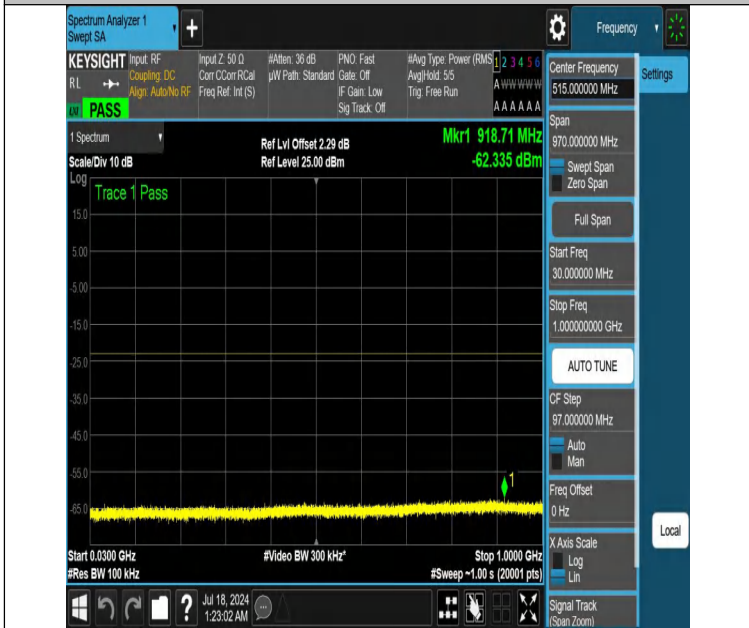 Spectrum Analyzer 1
Swept SA
+
Frequency
KEYSIGHT
RL
PASS
Input: RF
Coupling: DC
Align: Auto/No RF
Input Z: 50 Ω
Corr CCorr RCal
Freq Ref: Int (S)
#Atten: 36 dB
µW Path: Standard
PNO: Fast
Gate: Off
IF Gain: Low
Sig Track: Off
#Avg Type: Power (RMS
Avg|Hold: 5/5
Trig: Free Run
1 2 3 4 5 6
A W W W W W
A A A A A A
1 Spectrum
Scale/Div 10 dB
Log
Ref Lvl Offset 2.29 dB
Ref Level 25.00 dBm
Mkr1 918.71 MHz
-62.335 dBm
Trace 1 Pass
15.0
5.00
-5.00
-15.0
-25.0
-35.0
-45.0
-55.0
-65.0
1
Start 0.0300 GHz
#Res BW 100 kHz
#Video BW 300 kHz*
Stop 1.0000 GHz
#Sweep ~1.00 s (20001 pts)
Center Frequency
515.000000 MHz
Span
970.000000 MHz
Swept Span
Zero Span
Full Span
Start Freq
30.000000 MHz
Stop Freq
1.000000000 GHz
AUTO TUNE
CF Step
97.000000 MHz
Auto
Man
Freq Offset
0 Hz
X Axis Scale
Log
Lin
Signal Track
(Span Zoom)
Settings
Local
?
Jul 18, 2024
1:23:02 AM